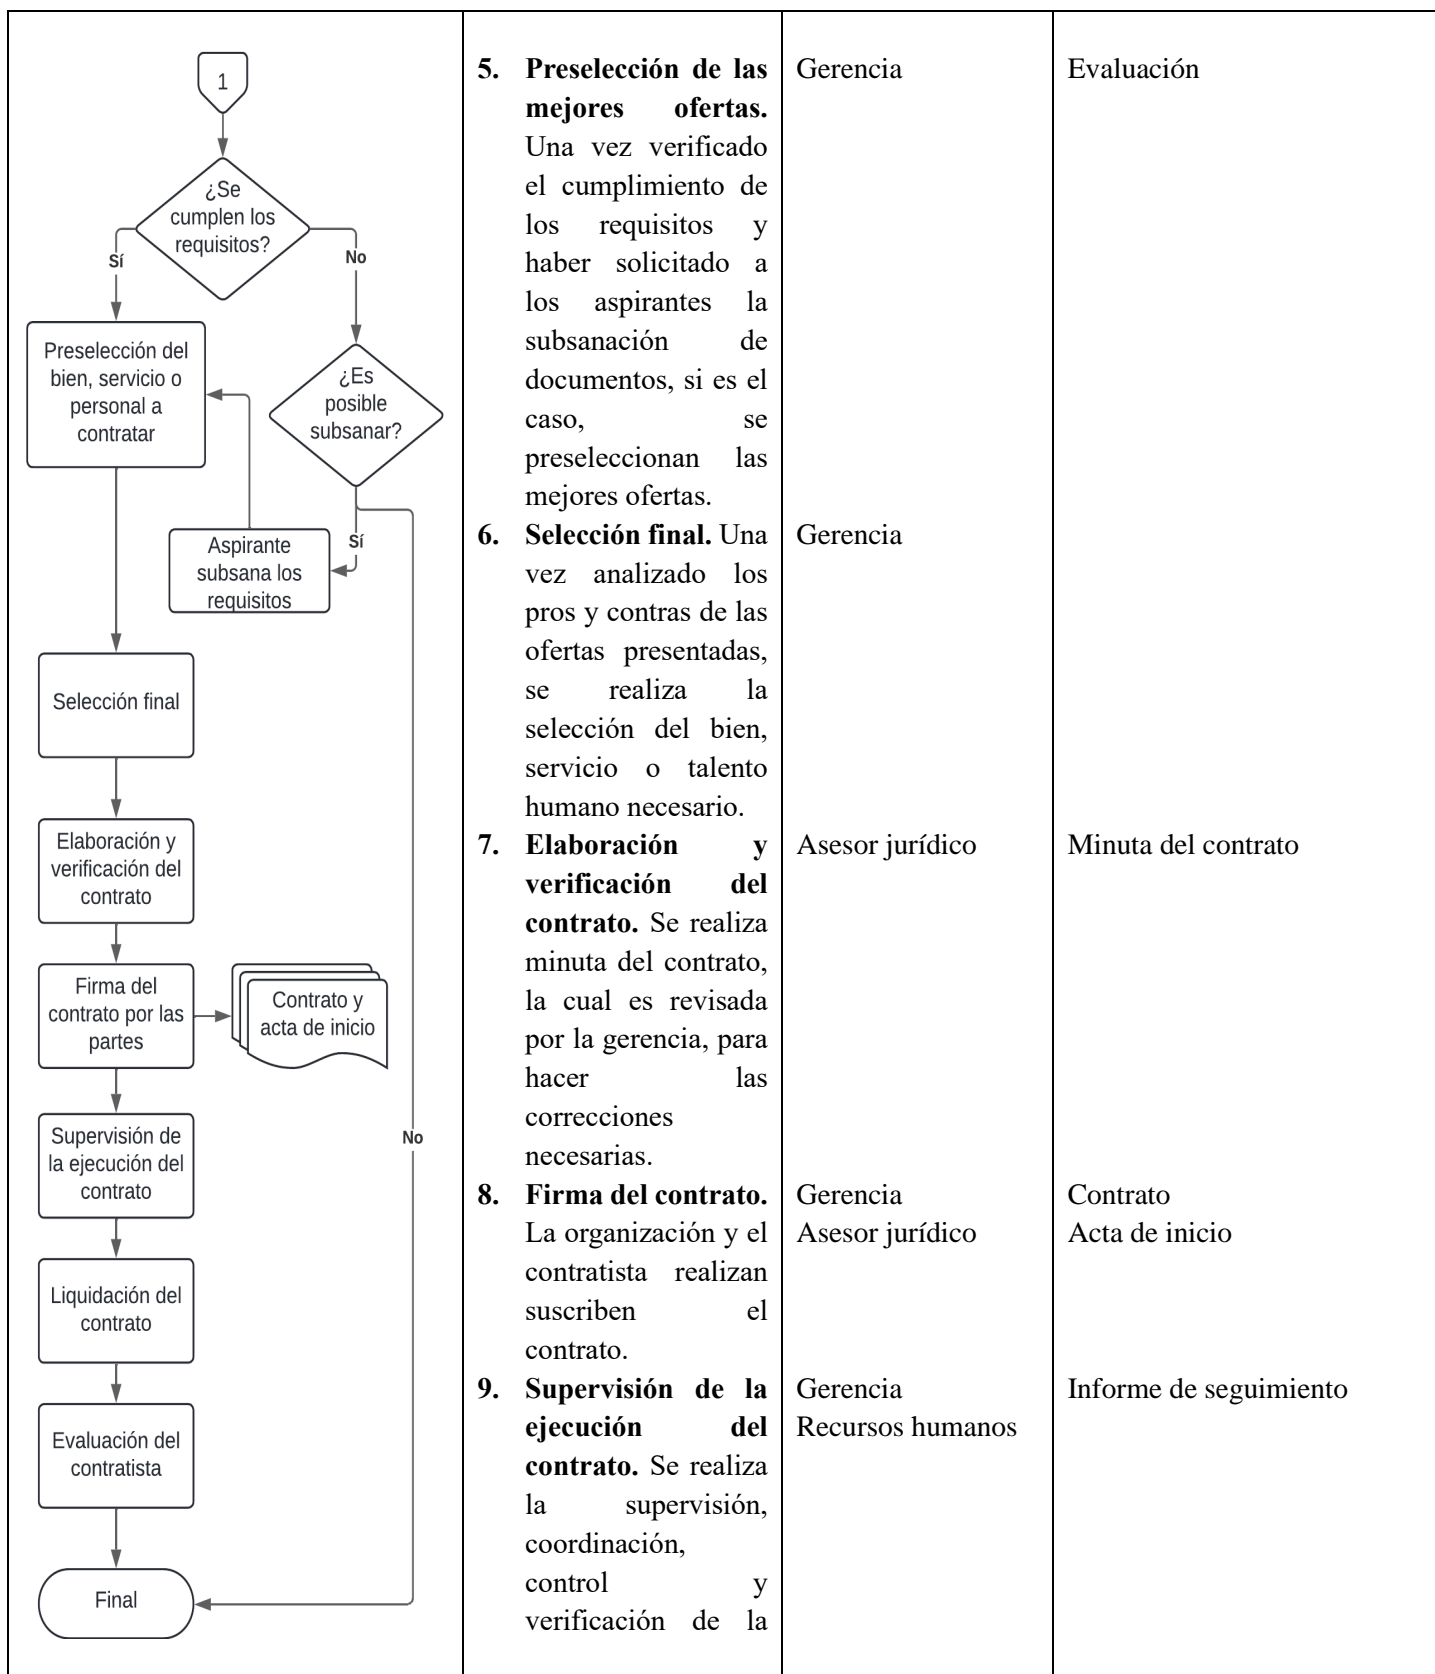 1
¿Se
cumplen los
requisitos?
Sí
No
Preselección del
bien, servicio o
personal a
contratar
¿Es
posible
subsanar?
Sí
Aspirante
subsana los
requisitos
Selección final
Elaboración y
verificación del
contrato
Firma del
contrato por las
partes
Contrato y
acta de inicio
Supervisión de
la ejecución del
contrato
No
Liquidación del
contrato
Evaluación del
contratista
Final
5. Preselección de las
mejores ofertas.
Una vez verificado
el cumplimiento de
los requisitos y
haber solicitado a
los aspirantes la
subsanación de
documentos, si es el
caso, se
preseleccionan las
mejores ofertas.
Gerencia
Evaluación
6. Selección final. Una
vez analizado los
pros y contras de las
ofertas presentadas,
se realiza la
selección del bien,
servicio o talento
humano necesario.
Gerencia
7. Elaboración y
verificación del
contrato. Se realiza
minuta del contrato,
la cual es revisada
por la gerencia, para
hacer las
correcciones
necesarias.
Asesor jurídico
Minuta del contrato
8. Firma del contrato.
La organización y el
contratista realizan
suscriben el
contrato.
Gerencia
Asesor jurídico
Contrato
Acta de inicio
9. Supervisión de la
ejecución del
contrato. Se realiza
la supervisión,
coordinación,
control y
verificación de la
Gerencia
Recursos humanos
Informe de seguimiento